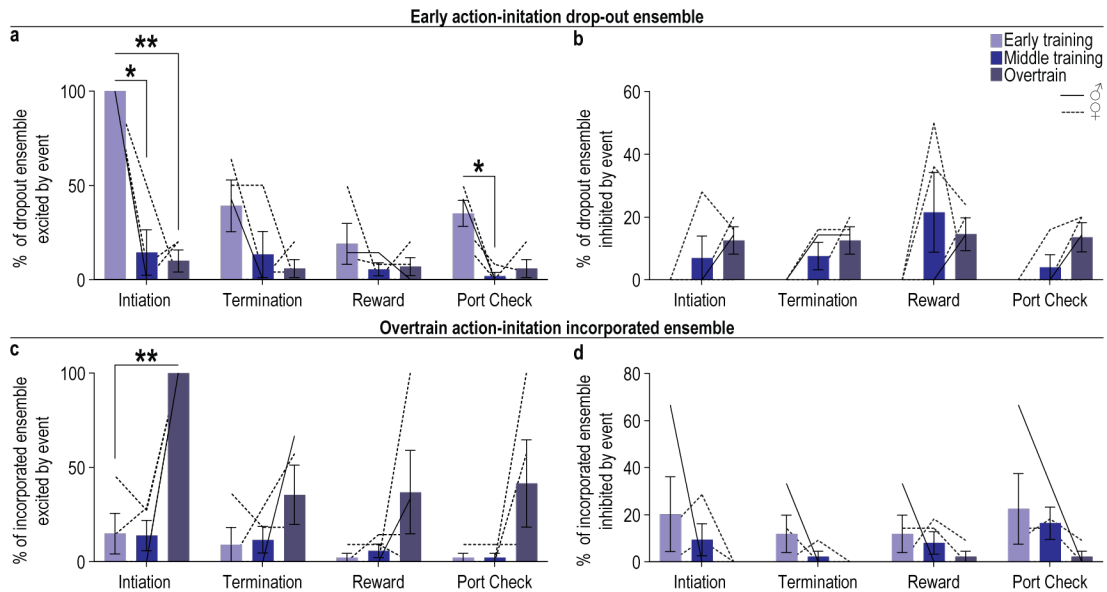 Early action-initation drop-out ensemble
a
b
Early training
Middle training
Overtrain
♂
♀
% of dropout ensemble
excited by event
100
50
0
**
*
*
Intiation
Termination
Reward
Port Check
% of dropout ensemble
inhibited by event
60
40
20
0
Intiation
Termination
Reward
Port Check
Overtrain action-initation incorporated ensemble
c
d
% of incorporated ensemble
excited by event
100
50
0
**
Intiation
Termination
Reward
Port Check
% of incorporated ensemble
inhibited by event
80
60
40
20
0
Intiation
Termination
Reward
Port Check